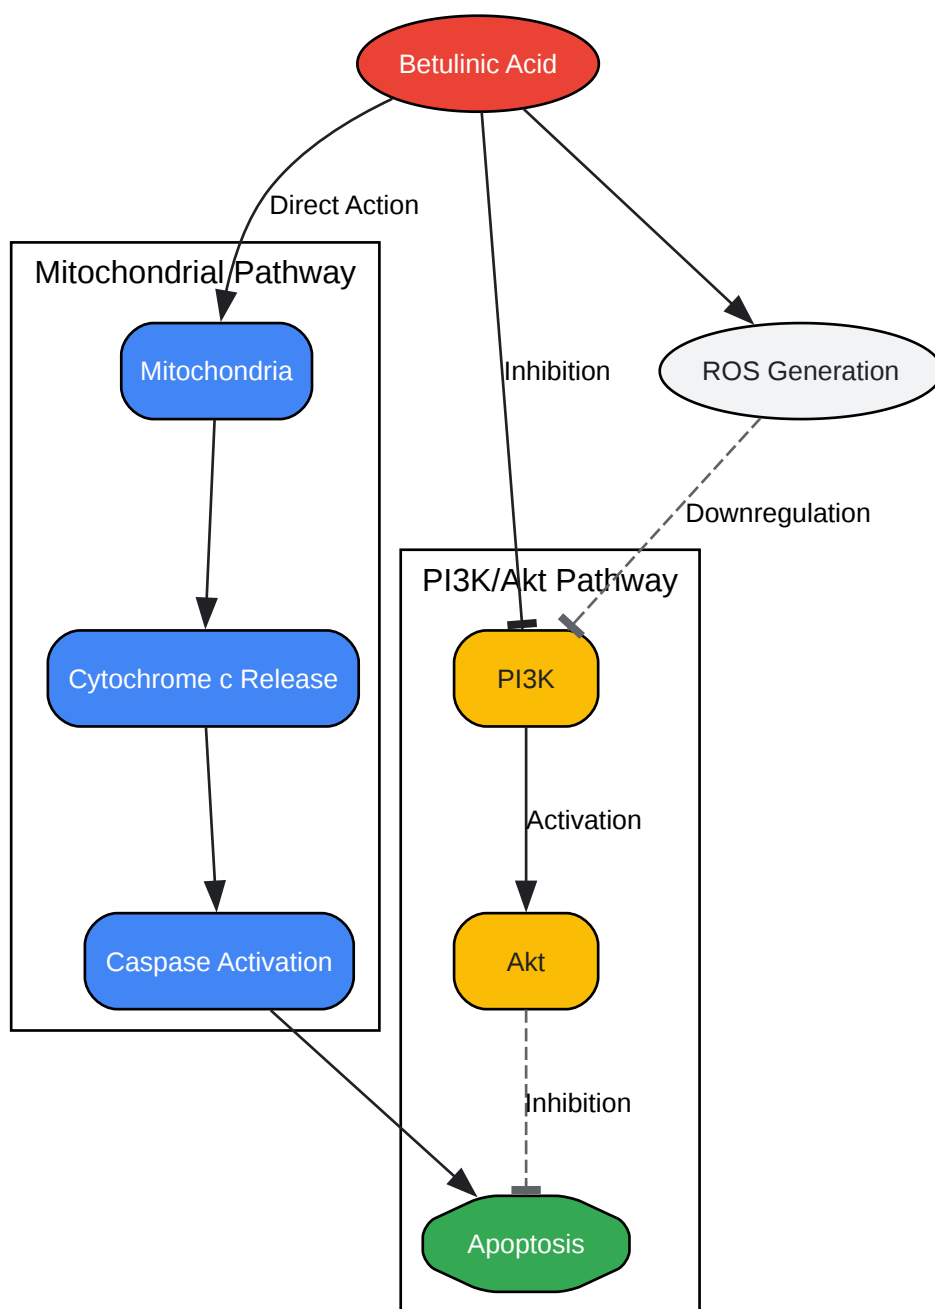 Betulinic Acid
Direct Action
Mitochondrial Pathway
Mitochondria
Inhibition
ROS Generation
Downregulation
PI3K/Akt Pathway
Cytochrome c Release
PI3K
Activation
Caspase Activation
Akt
Inhibition
Apoptosis